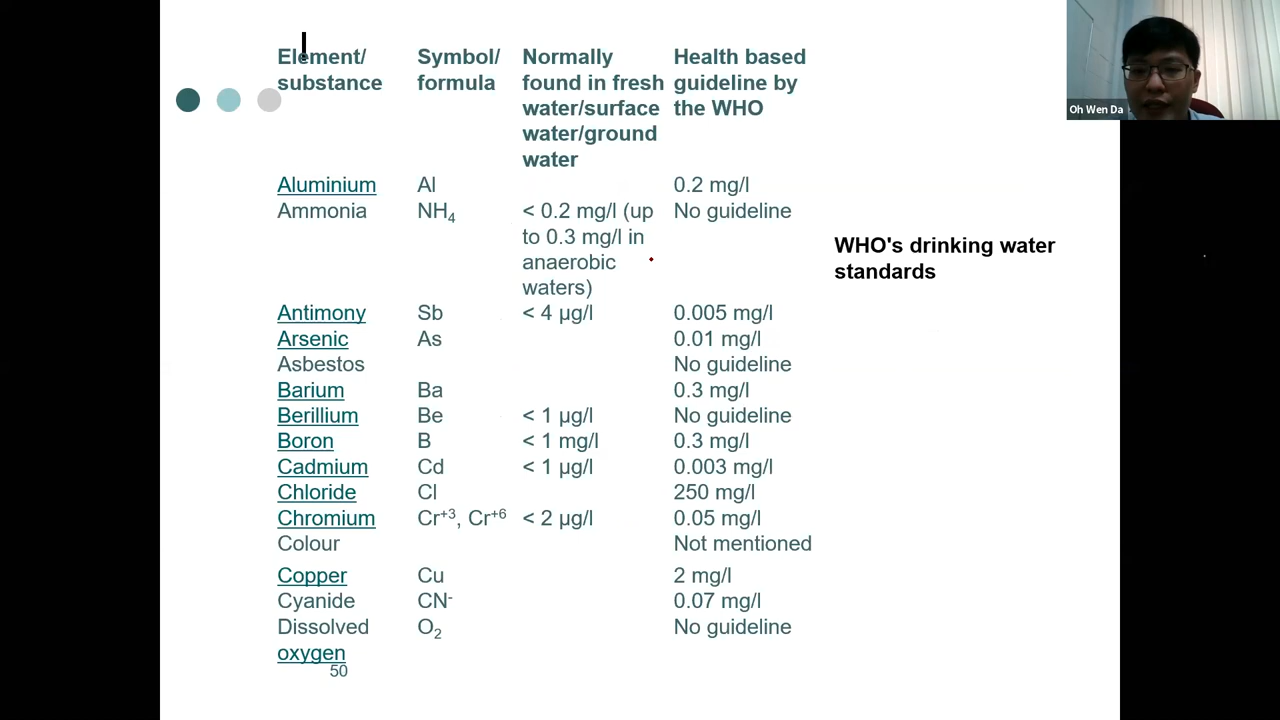 Element/ Symbol/ Normally Health based
substance formula found in fresh guideline by
water/surface the WHO
water/ground
water
Aluminium Al 0.2 mg/l
Ammonia NH4 < 0.2 mg/l (up No guideline
to 0.3 mg/l in
anaerobic
waters)
WHO's drinking water
standards
Antimony Sb < 4 μg/l 0.005 mg/l
Arsenic As 0.01 mg/l
Asbestos No guideline
Barium Ba 0.3 mg/l
Berillium Be < 1 μg/l No guideline
Boron B < 1 mg/l 0.3 mg/l
Cadmium Cd < 1 μg/l 0.003 mg/l
Chloride Cl 250 mg/l
Chromium Cr+3, Cr+6 < 2 μg/l 0.05 mg/l
Colour Not mentioned
Copper Cu 2 mg/l
Cyanide CN- 0.07 mg/l
Dissolved O2 No guideline
oxygen
50
Oh Wen Da